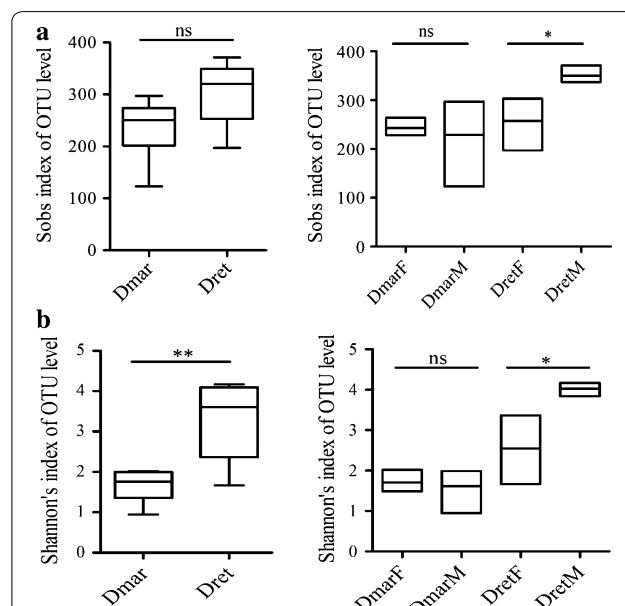 a
ns
Sobs index of OTU level
400
300
200
100
0
Dmar
Dret
ns
*
Sobs index of OTU level
400
300
200
100
0
DmarF
DmarM
DretF
DretM
b
**
Shannon's index of OTU level
5
4
3
2
1
0
Dmar
Dret
ns
*
Shannon's index of OTU level
5
4
3
2
1
0
DmarF
DmarM
DretF
DretM